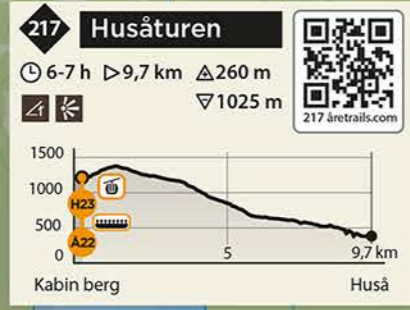 217 Husåturen
6-7 h 9,7 km 260 m
1025 m
217 åretrails.com
1500
1000
500
0
H23
Å22
5
9,7 km
Kabin berg
Huså